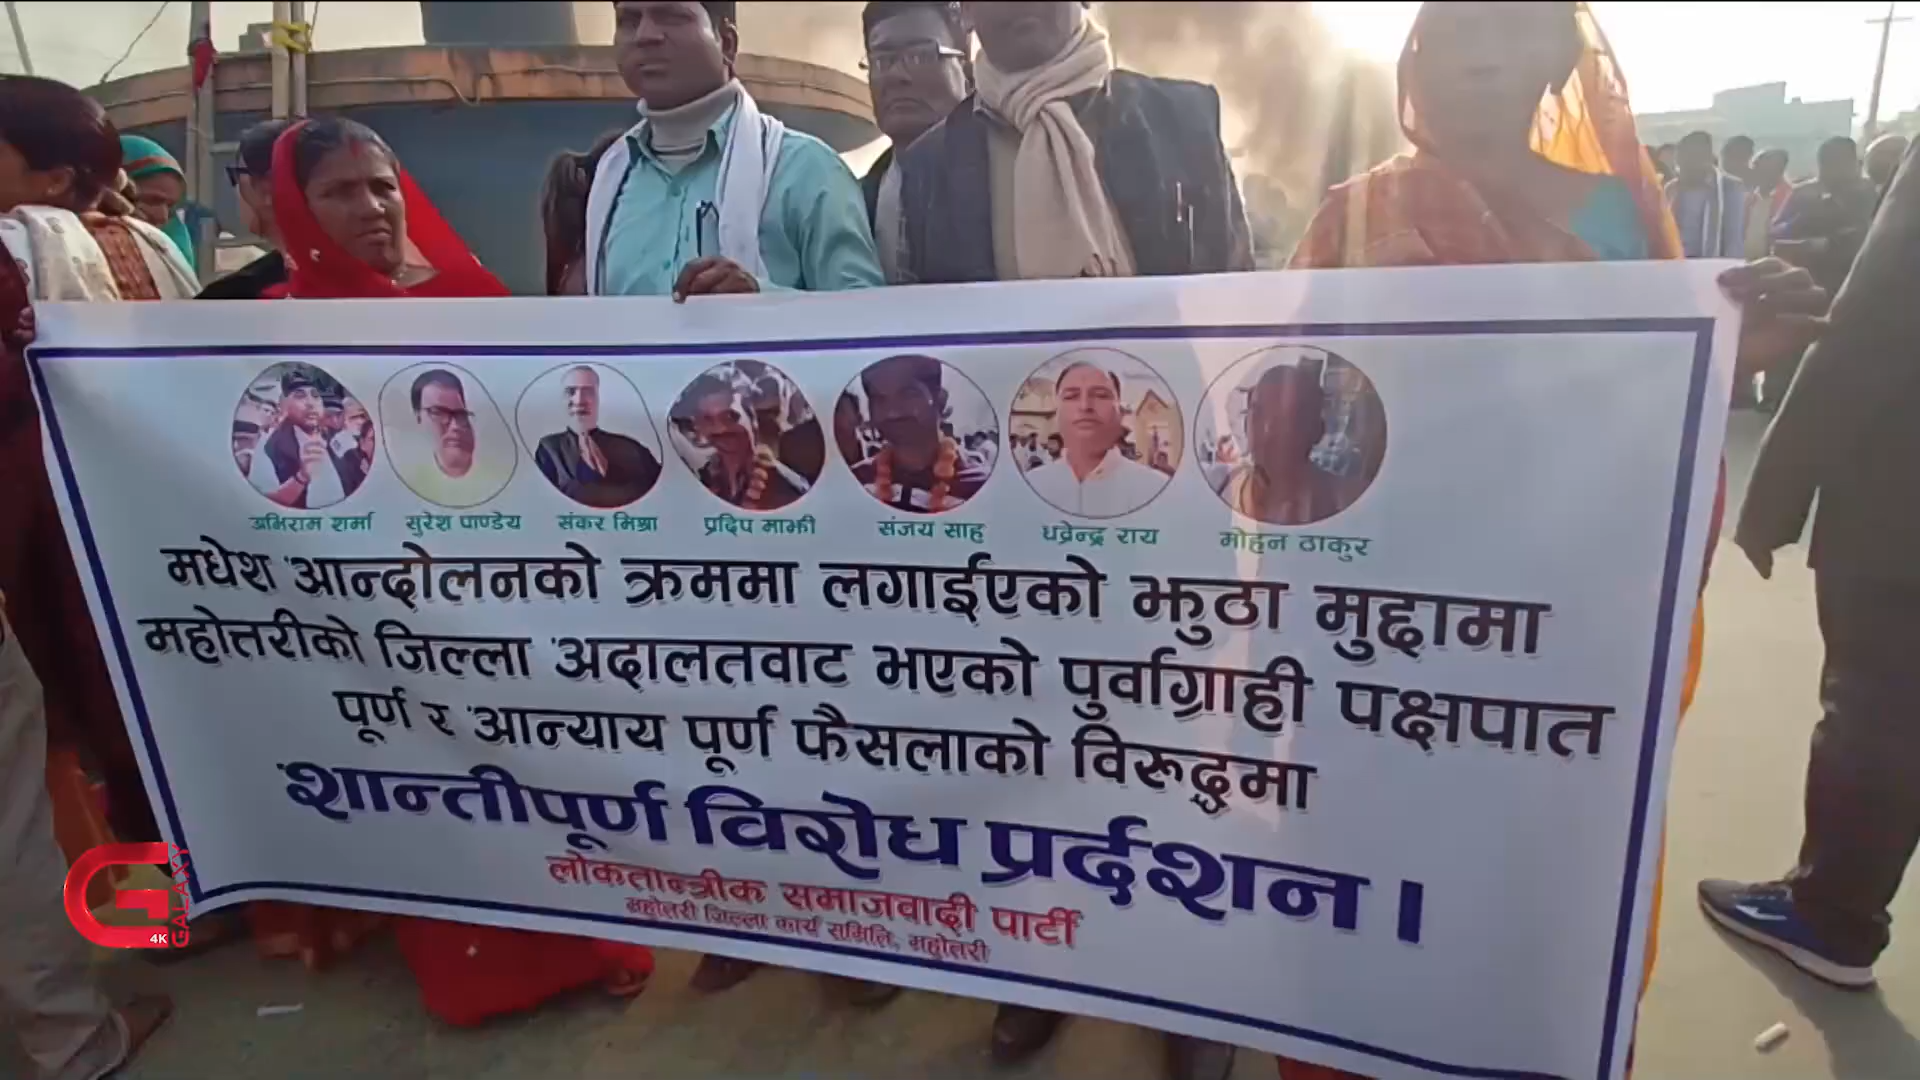 अभिराम शर्मा सुरेश पाण्डेय संकर मिश्रा प्रदिप माझी संजय साह धव्रेन्द्र राय मोहन ठाकुर
मधेश आन्दोलनको क्रममा लगाईएको झुठा मुद्दामा
महोत्तरीको जिल्ला अदालतवाट भएको पुर्वाग्राही पक्षपात
पूर्ण र आन्याय पूर्ण फैसलाको विरूद्धमा
शान्तीपूर्ण विरोध प्रर्दशन।
लोकतान्त्रीक समाजवादी पार्टी
महोतरी जिल्ला कार्य समिति, महोतरी
G GALAXY 4K